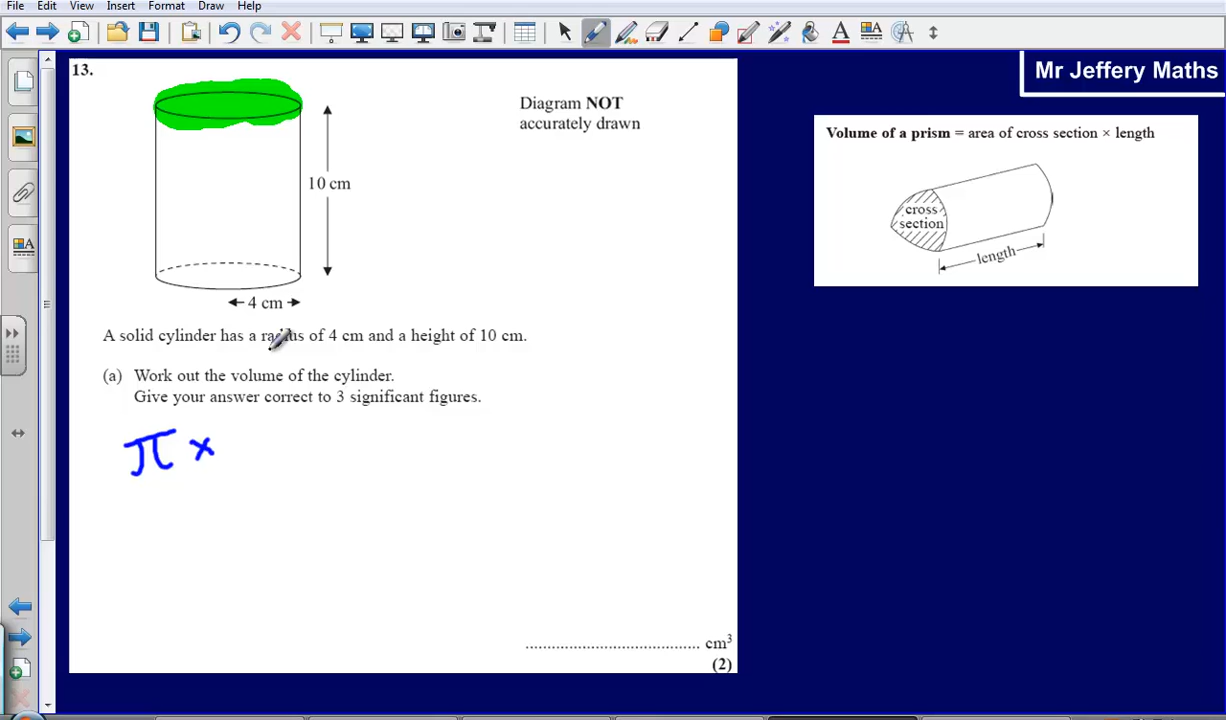 File Edit View Insert Format Draw Help
Mr Jeffery Maths
13.
Diagram NOT
accurately drawn
10 cm
4 cm
A solid cylinder has a radius of 4 cm and a height of 10 cm.
(a) Work out the volume of the cylinder.
Give your answer correct to 3 significant figures.
π ×
cm³
(2)
Volume of a prism = area of cross section × length
cross
section
length